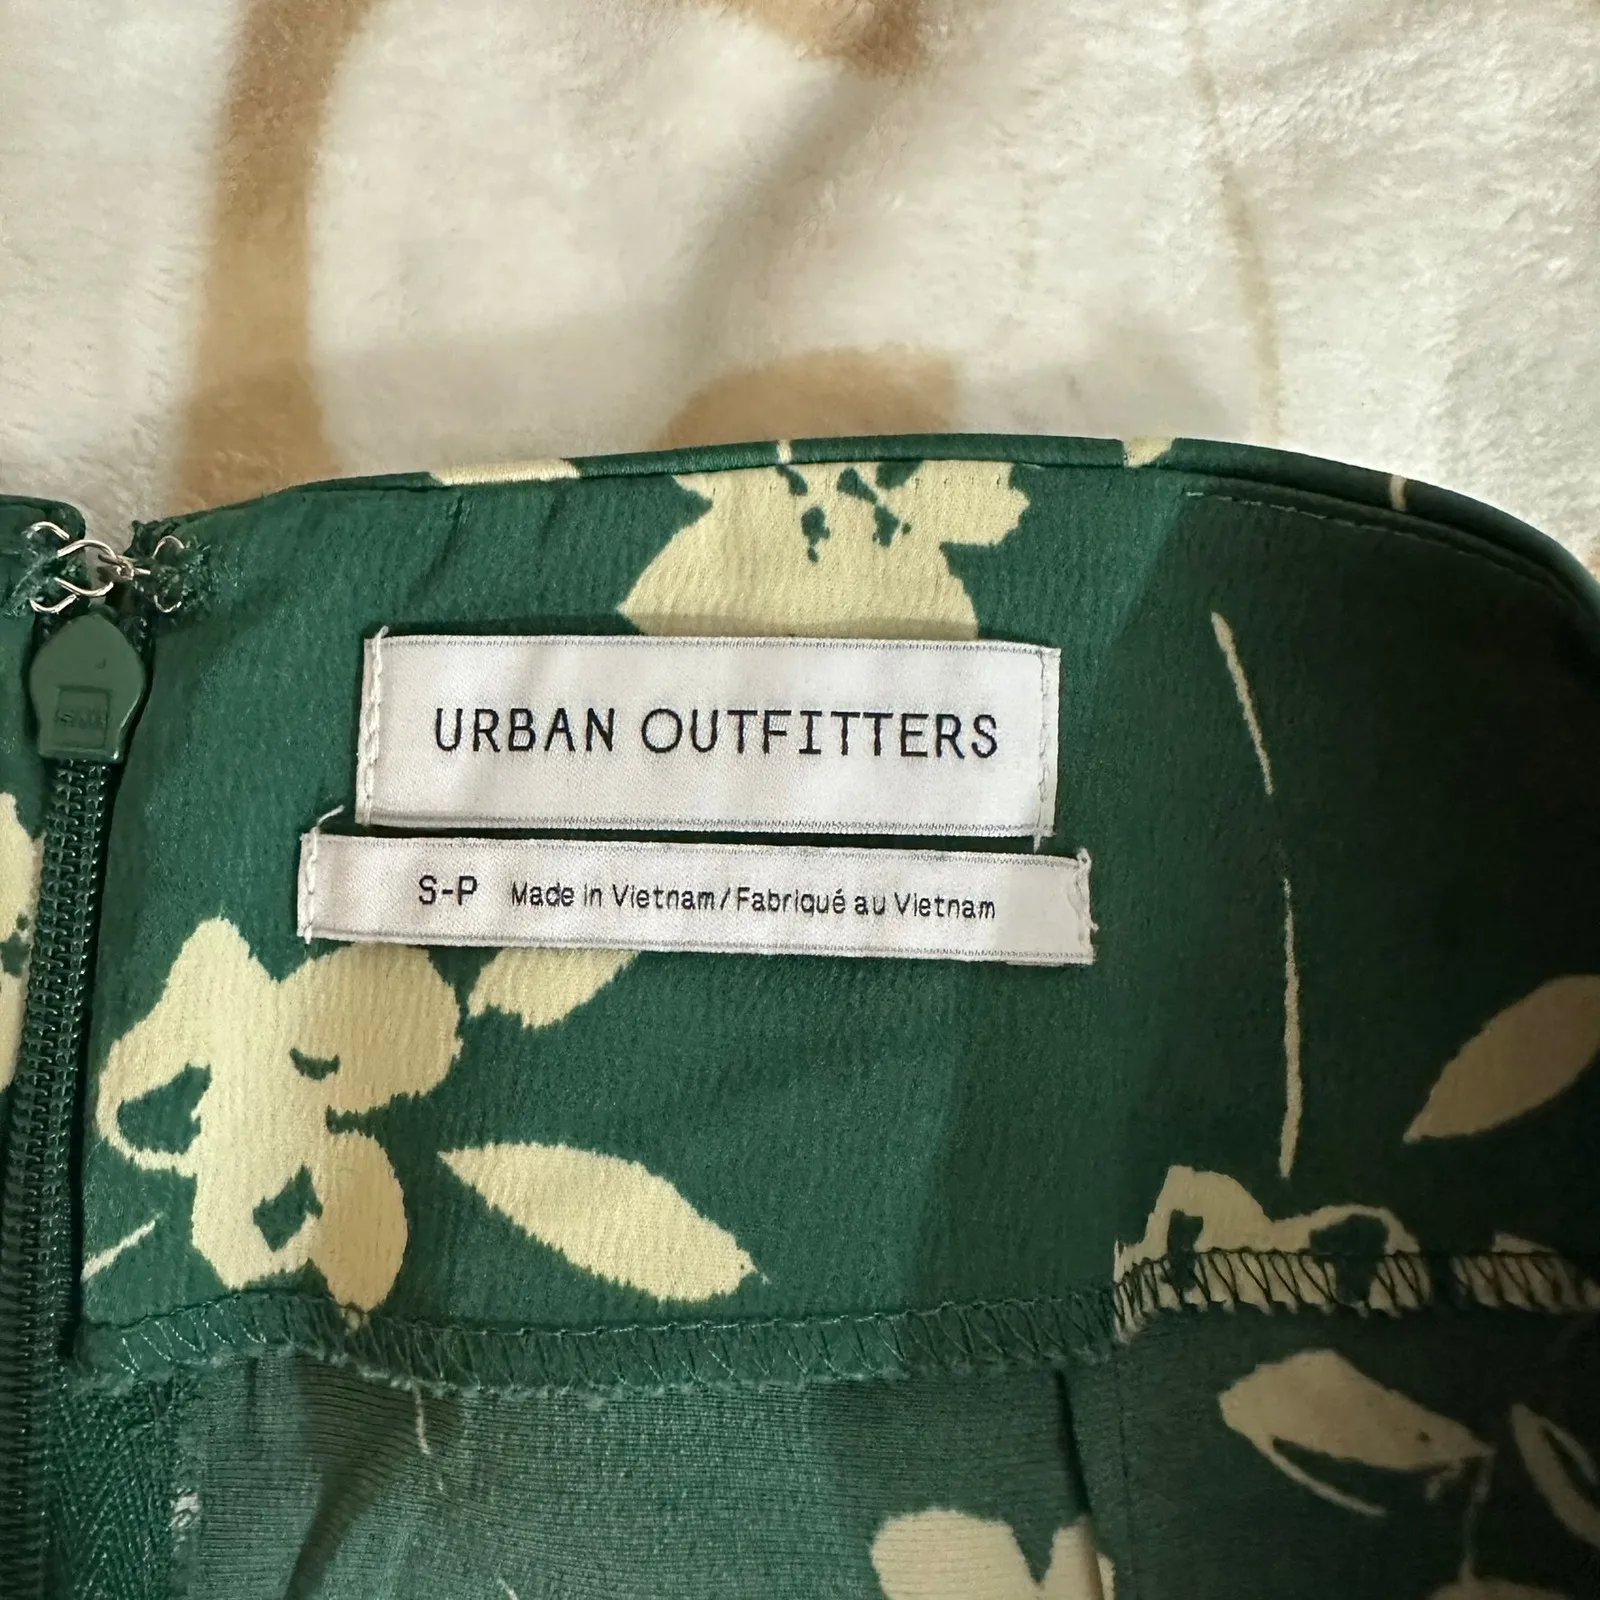 URBAN OUTFITTERS
S-P Made in Vietnam/Fabriqué au Vietnam